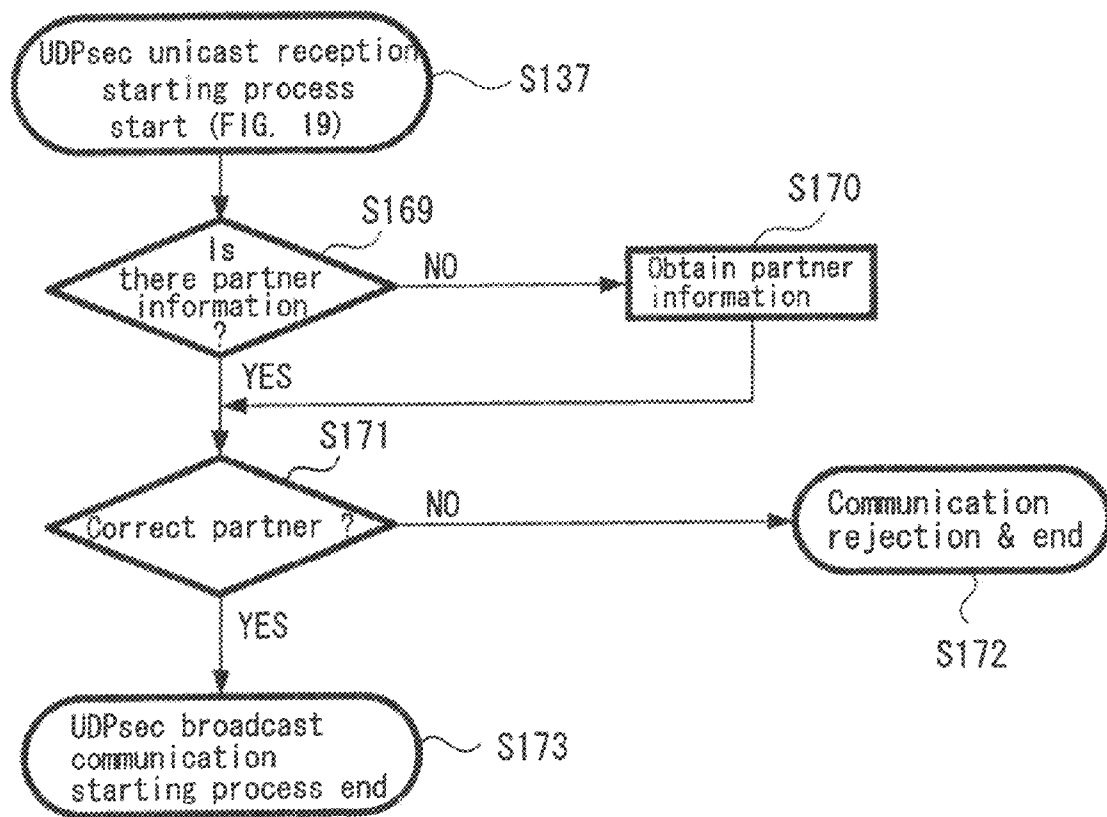 UDPsec unicast reception
starting process
start (FIG. 19)
S137
Is
there partner
information
?
S169
NO
S170
Obtain partner
information
YES
S171
Correct partner ?
NO
Communication
rejection & end
S172
YES
UDPsec broadcast
communication
starting process end
S173